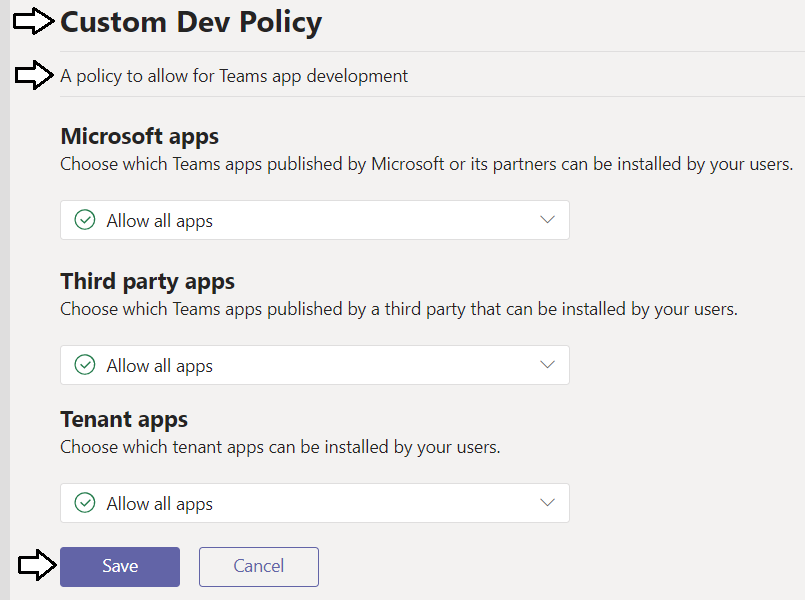 Custom Dev Policy
A policy to allow for Teams app development
Microsoft apps
Choose which Teams apps published by Microsoft or its partners can be installed by your users.
Allow all apps
Third party apps
Choose which Teams apps published by a third party that can be installed by your users.
Allow all apps
Tenant apps
Choose which tenant apps can be installed by your users.
Allow all apps
Save Cancel